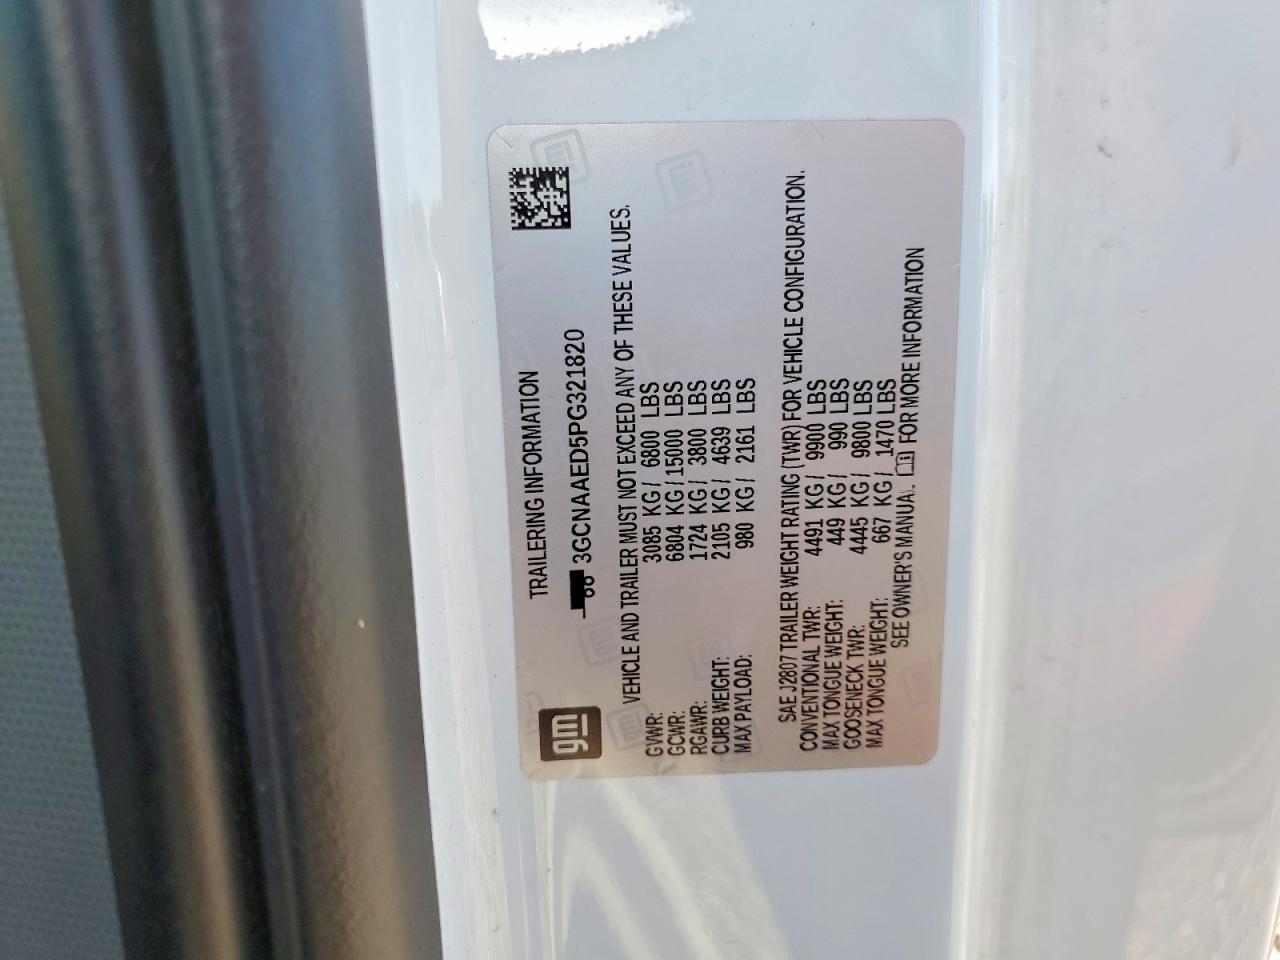 gm
TRAILERING INFORMATION
3GCNAAED5PG321820
VEHICLE AND TRAILER MUST NOT EXCEED ANY OF THESE VALUES.
GVWR: 3085 KG / 6800 LBS
GCWR: 6804 KG / 15000 LBS
RGAWR: 1724 KG / 3800 LBS
CURB WEIGHT: 2105 KG / 4639 LBS
MAX PAYLOAD: 980 KG / 2161 LBS
SAE J2807 TRAILER WEIGHT RATING (TWR) FOR VEHICLE CONFIGURATION.
CONVENTIONAL TWR: 4491 KG / 9900 LBS
MAX TONGUE WEIGHT: 449 KG / 990 LBS
GOOSENECK TWR: 4445 KG / 9800 LBS
MAX TONGUE WEIGHT: 667 KG / 1470 LBS
SEE OWNER'S MANUAL FOR MORE INFORMATION